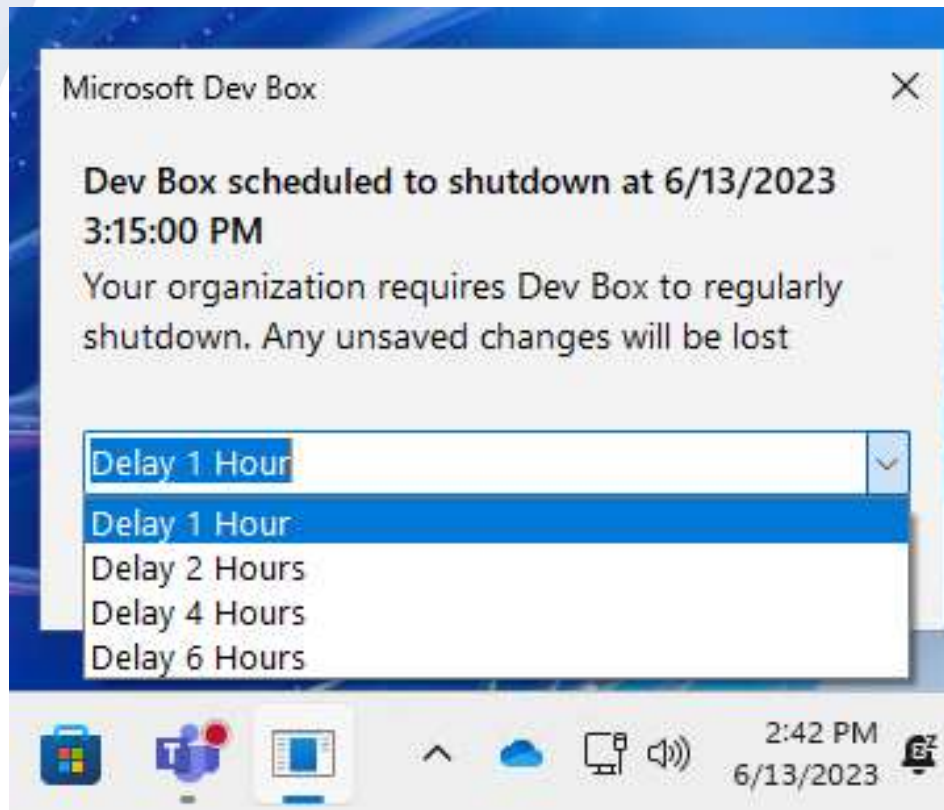 Microsoft Dev Box
Dev Box scheduled to shutdown at 6/13/2023
3:15:00 PM
Your organization requires Dev Box to regularly
shutdown. Any unsaved changes will be lost
Delay 1 Hour
Delay 1 Hour
Delay 2 Hours
Delay 4 Hours
Delay 6 Hours
2:42 PM
6/13/2023